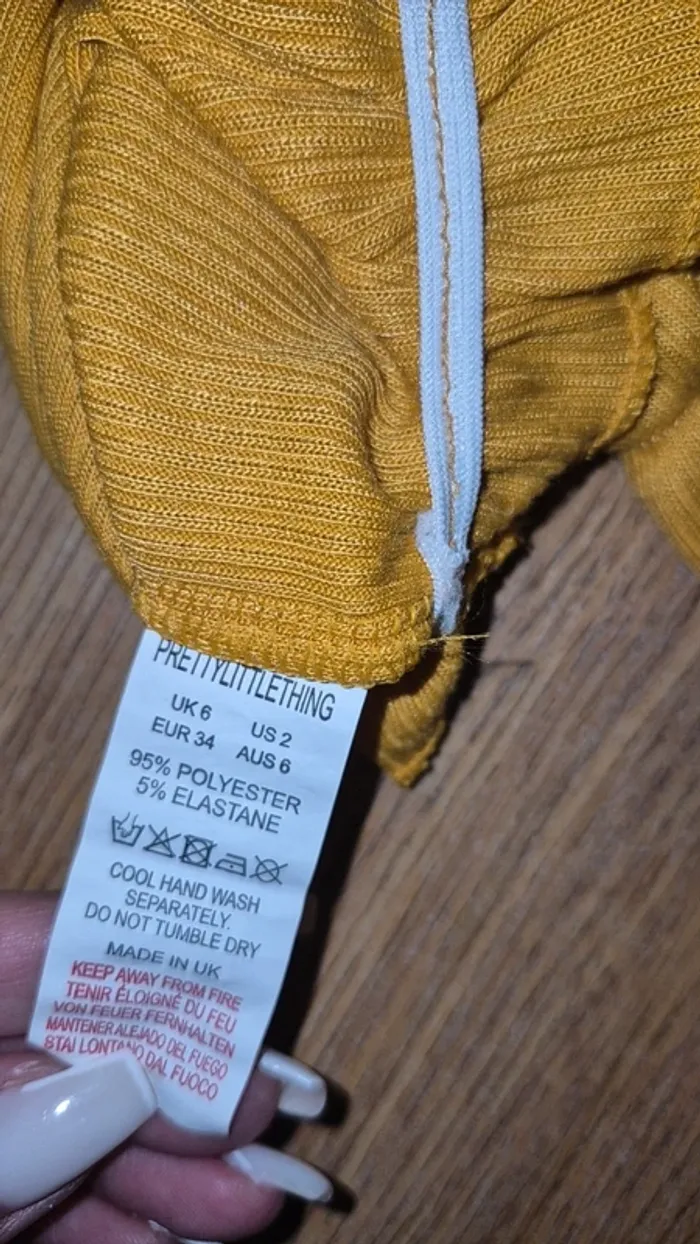 PRETTYLITTLETHING
UK 6 US 2
EUR 34 AUS 6
95% POLYESTER
5% ELASTANE
COOL HAND WASH
SEPARATELY.
DO NOT TUMBLE DRY
MADE IN UK
KEEP AWAY FROM FIRE
TENIR ÉLOIGNÉ DU FEU
VON FEUER FERNHALTEN
MANTENER ALEJADO DEL FUEGO
STAI LONTANO DAL FUOCO